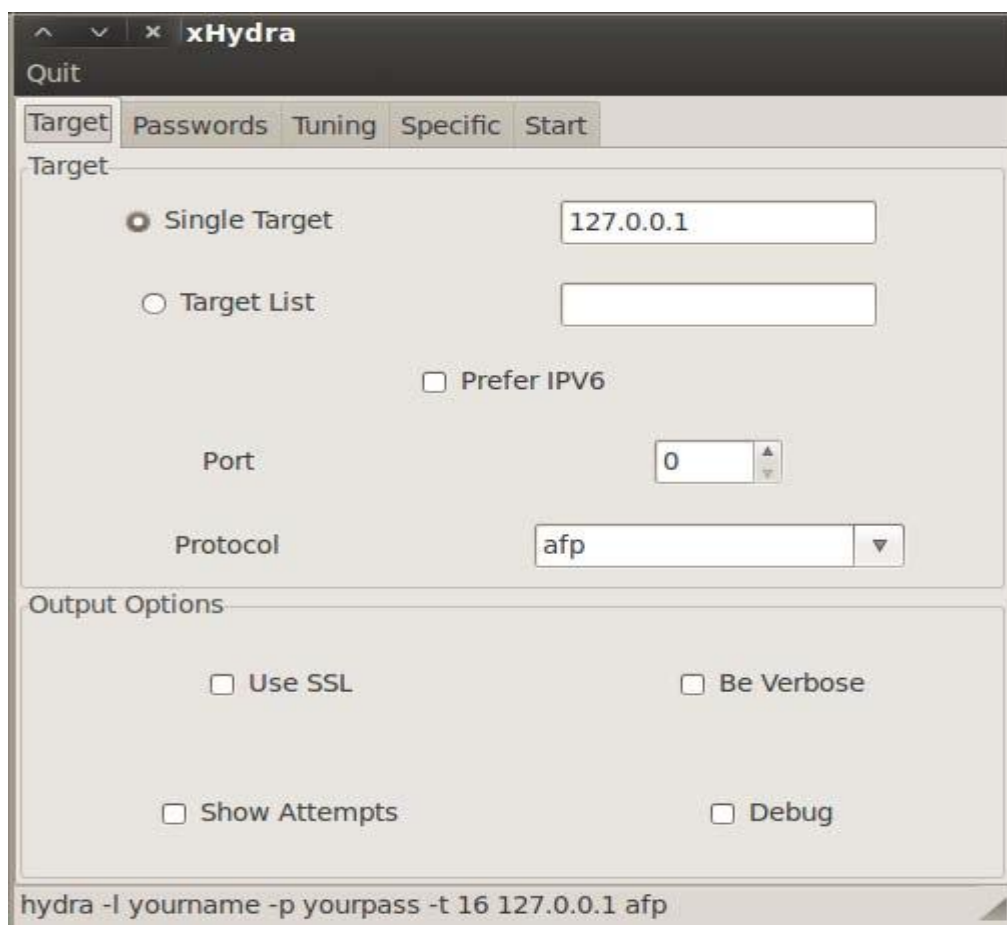 xHydra
Quit
Target Passwords Tuning Specific Start
Target
Single Target 127.0.0.1
Target List
Prefer IPV6
Port 0
Protocol afp
Output Options
Use SSL Be Verbose
Show Attempts Debug
hydra -l yourname -p yourpass -t 16 127.0.0.1 afp